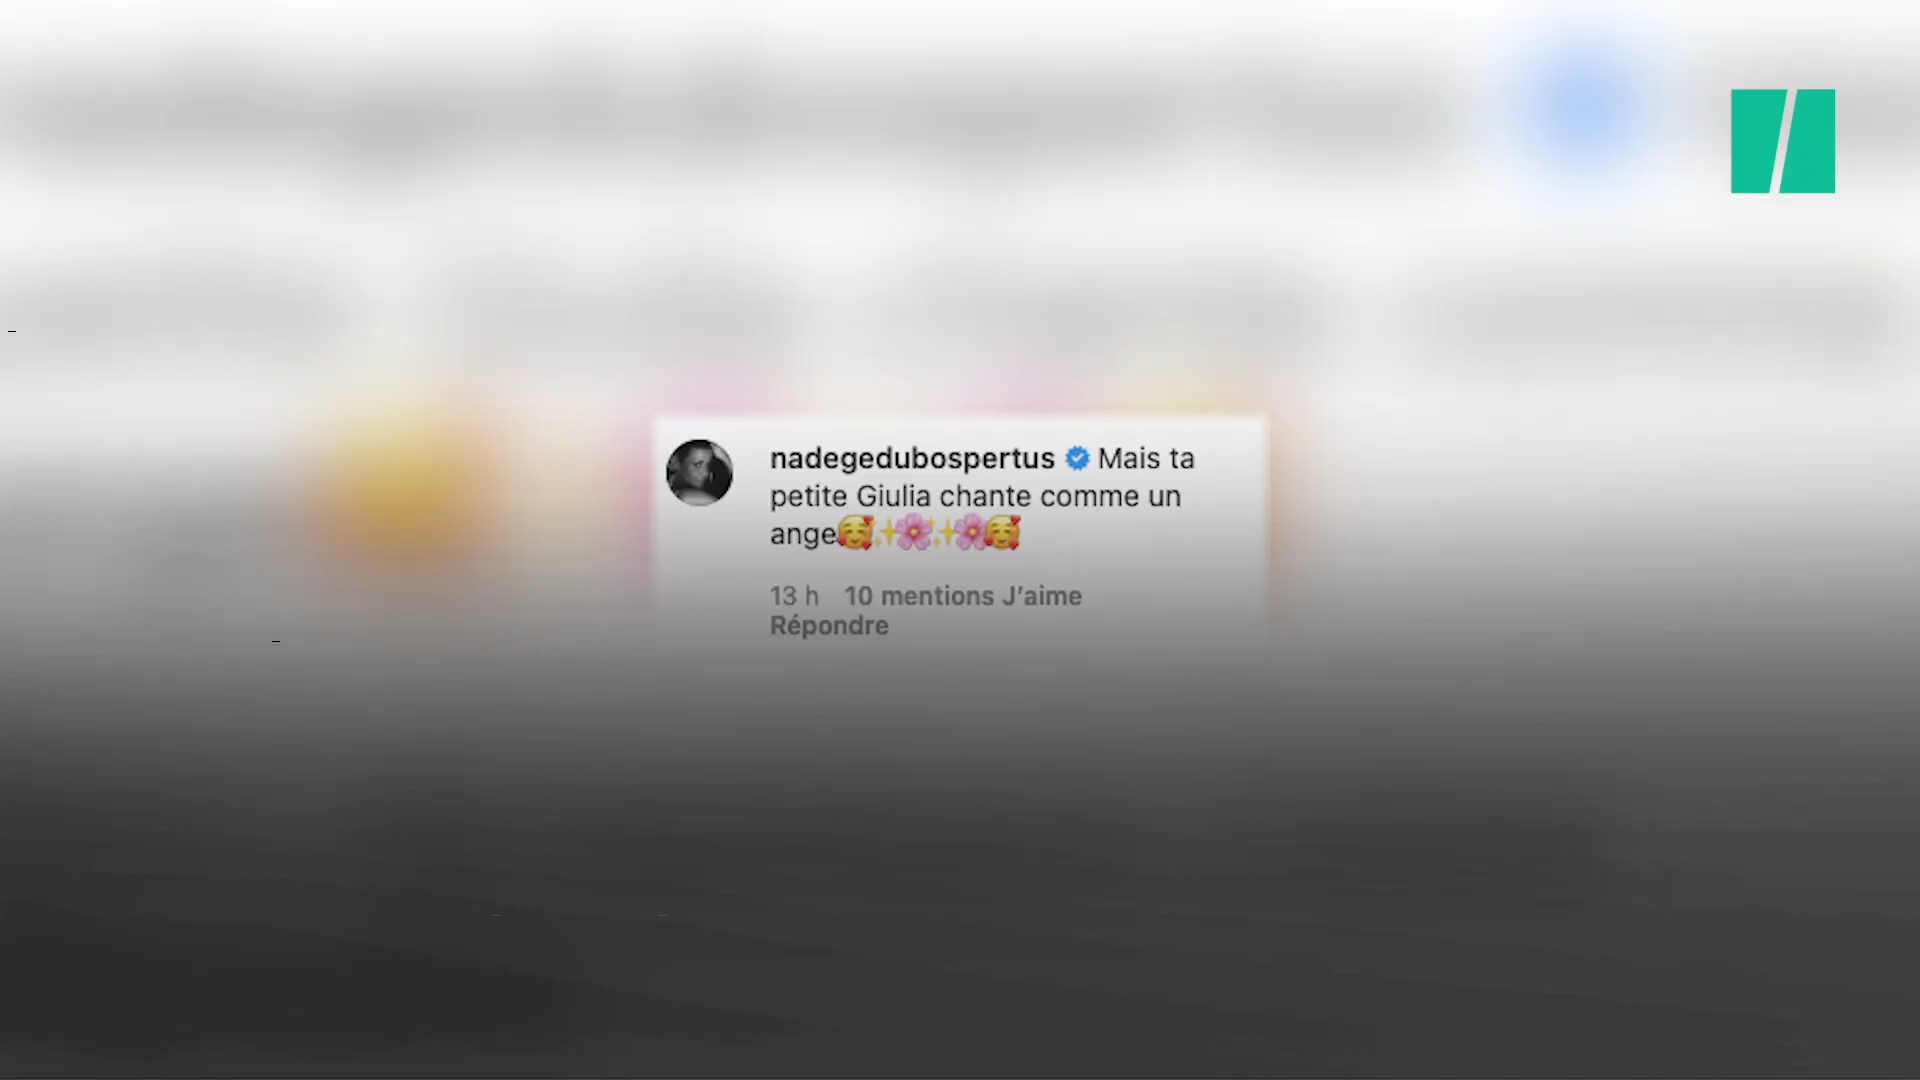 nadegedubospertus Mais ta
petite Giulia chante comme un
ange🥰✨🌸✨🌸🥰
13 h 10 mentions J’aime
Répondre